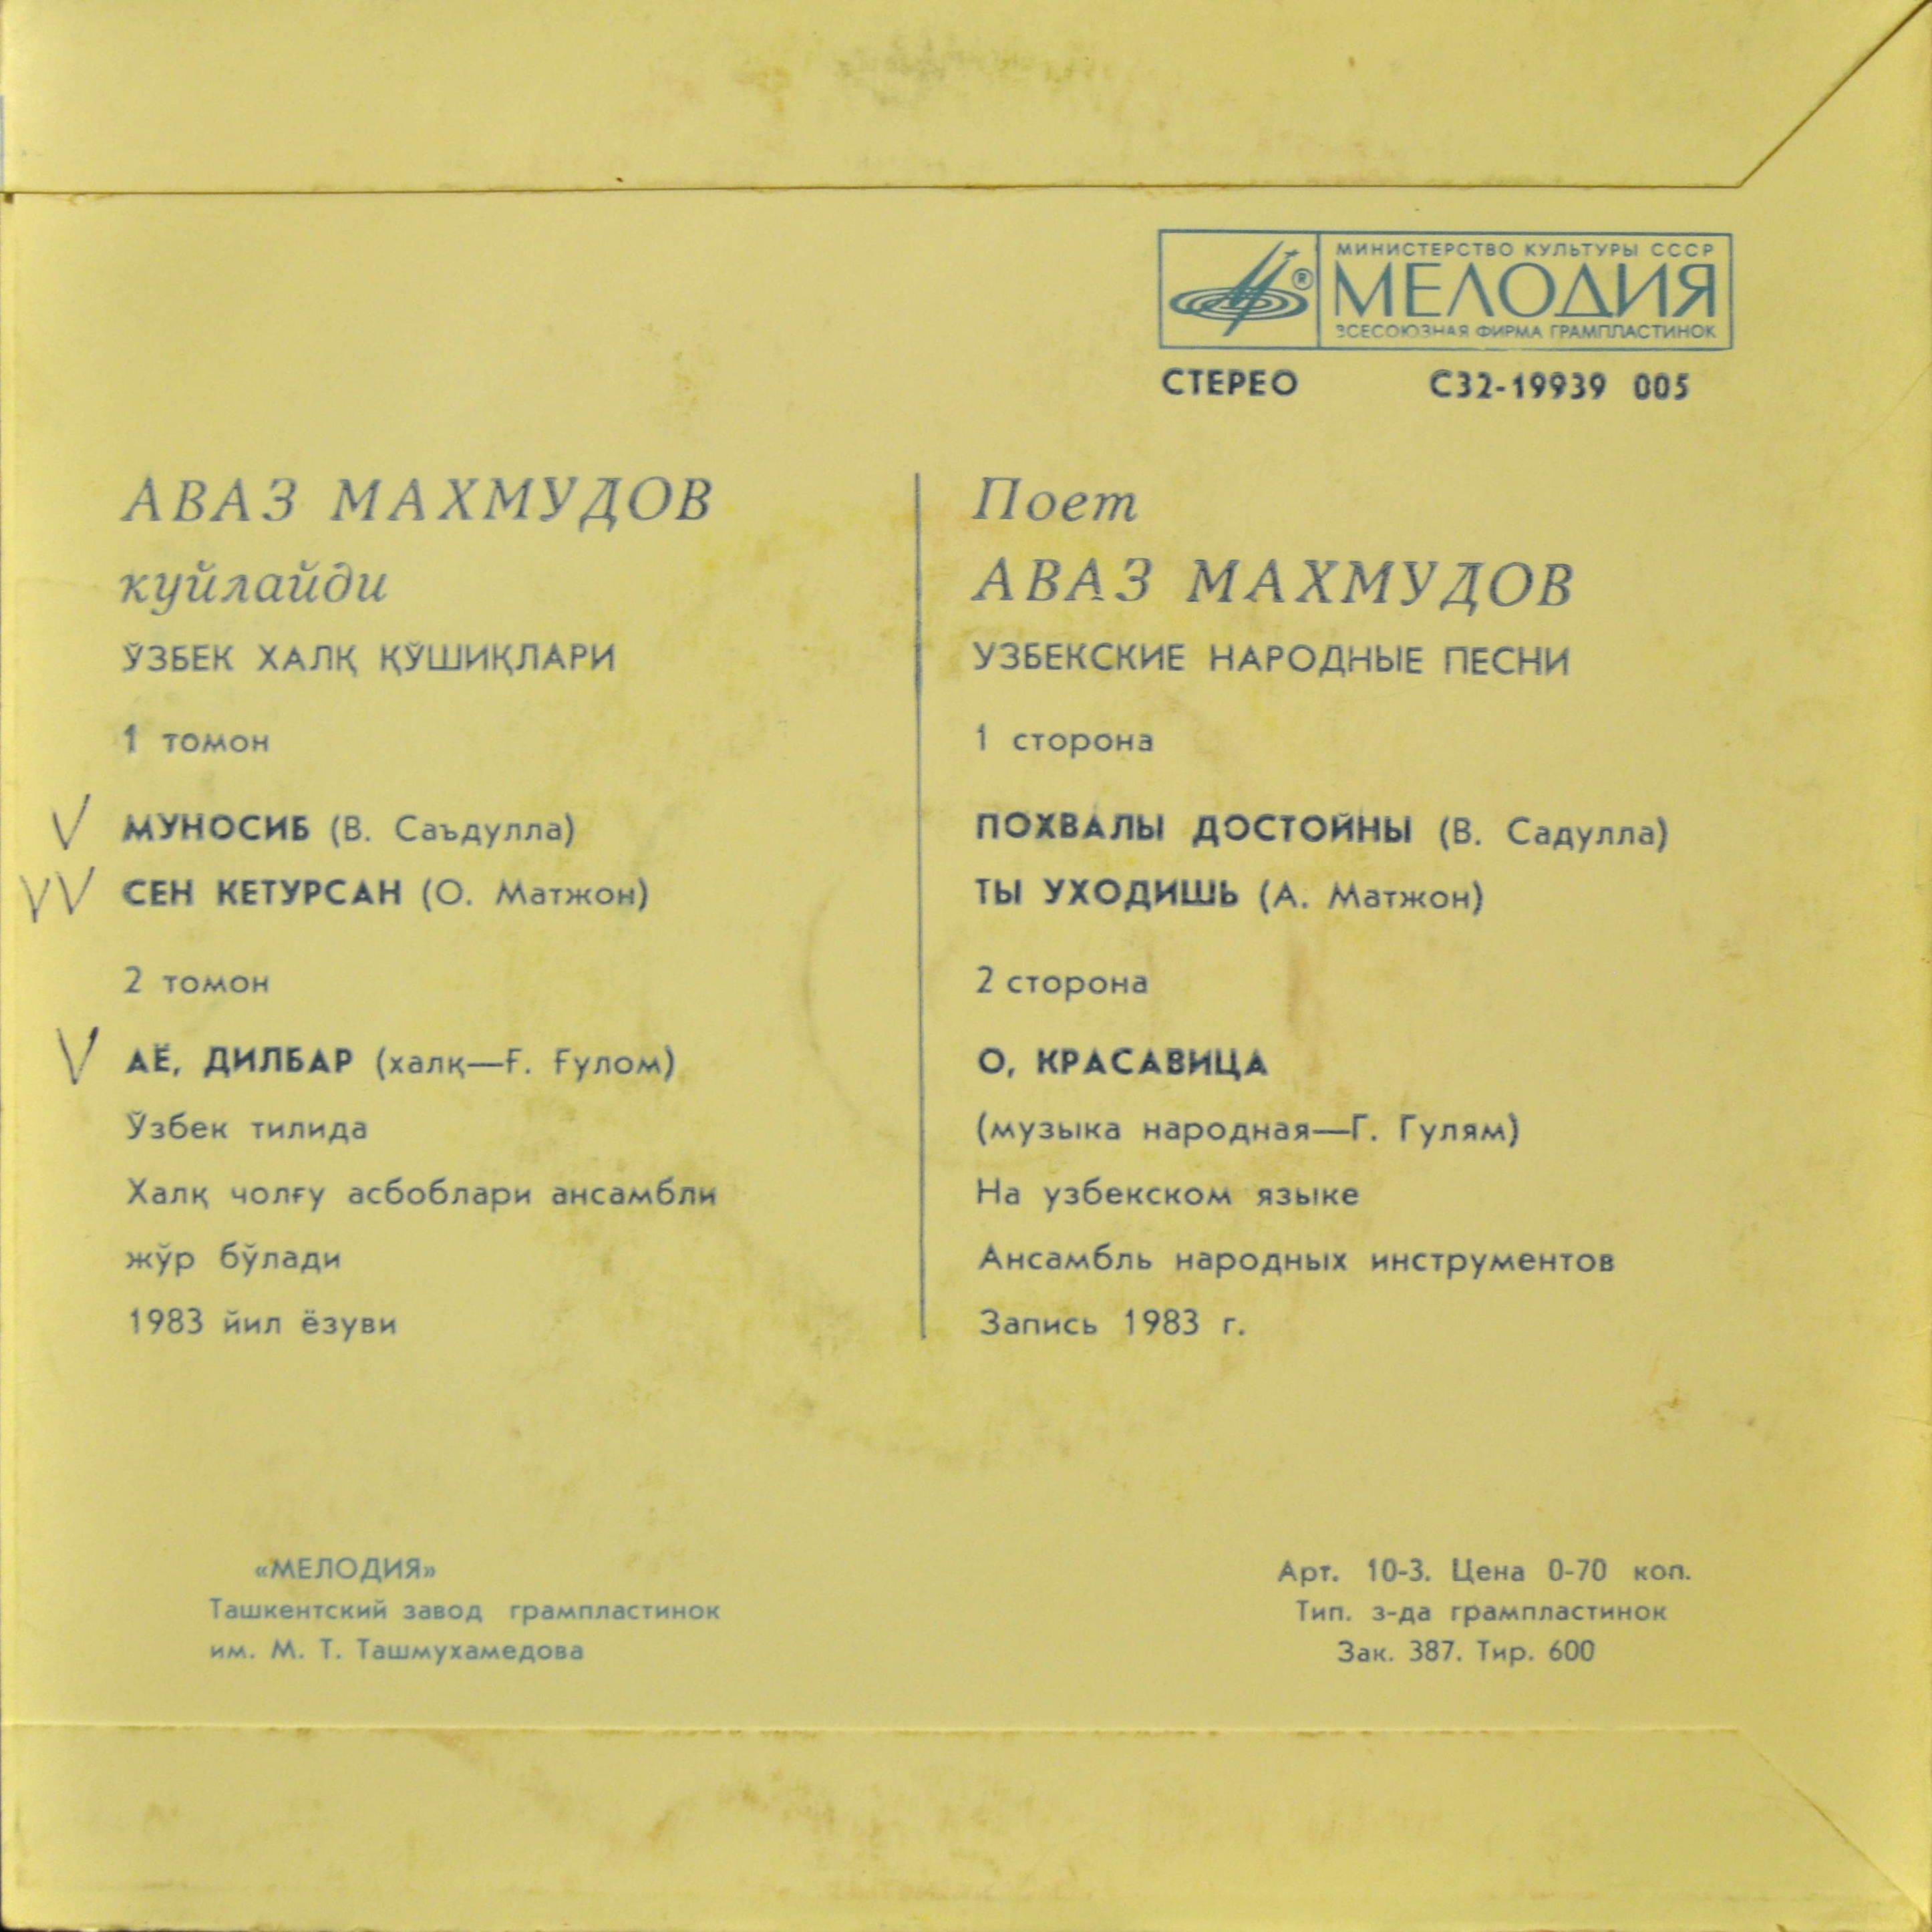 МИНИСТЕРСТВО КУЛЬТУРЫ СССР
МЕЛОДИЯ
ВСЕСОЮЗНАЯ ФИРМА ГРАМПЛАСТИНОК
СТЕРЕО С32-19939 005
АВАЗ МАХМУДОВ
куйлайди
ЎЗБЕК ХАЛҚ ҚЎШИҚЛАРИ
1 томон
МУНОСИБ (В. Саъдулла)
СЕН КЕТУРСАН (О. Матжон)
2 томон
АЁ, ДИЛБАР (халқ—Ғ. Ғулом)
Ўзбек тилида
Халқ чолғу асбоблари ансамбли
жўр бўлади
1983 йил ёзуви
Поет
АВАЗ МАХМУДОВ
УЗБЕКСКИЕ НАРОДНЫЕ ПЕСНИ
1 сторона
ПОХВАЛЫ ДОСТОЙНЫ (В. Садулла)
ТЫ УХОДИШЬ (А. Матжон)
2 сторона
О, КРАСАВИЦА
(музыка народная—Г. Гулям)
На узбекском языке
Ансамбль народных инструментов
Запись 1983 г.
«МЕЛОДИЯ»
Ташкентский завод грампластинок
им. М. Т. Ташмухамедова
Арт. 10-3. Цена 0-70 коп.
Тип. з-да грампластинок
Зак. 387. Тир. 600